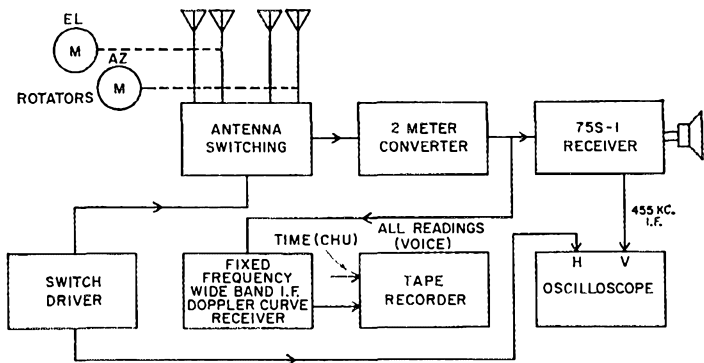 EL
M
AZ
M
ROTATORS
ANTENNA
SWITCHING
2 METER
CONVERTER
75S-1
RECEIVER
455 KC.
I.F.
ALL READINGS
(VOICE)
TIME (CHU)
SWITCH
DRIVER
FIXED
FREQUENCY
WIDE BAND I.F.
DOPPLER CURVE
RECEIVER
TAPE
RECORDER
H V
OSCILLOSCOPE